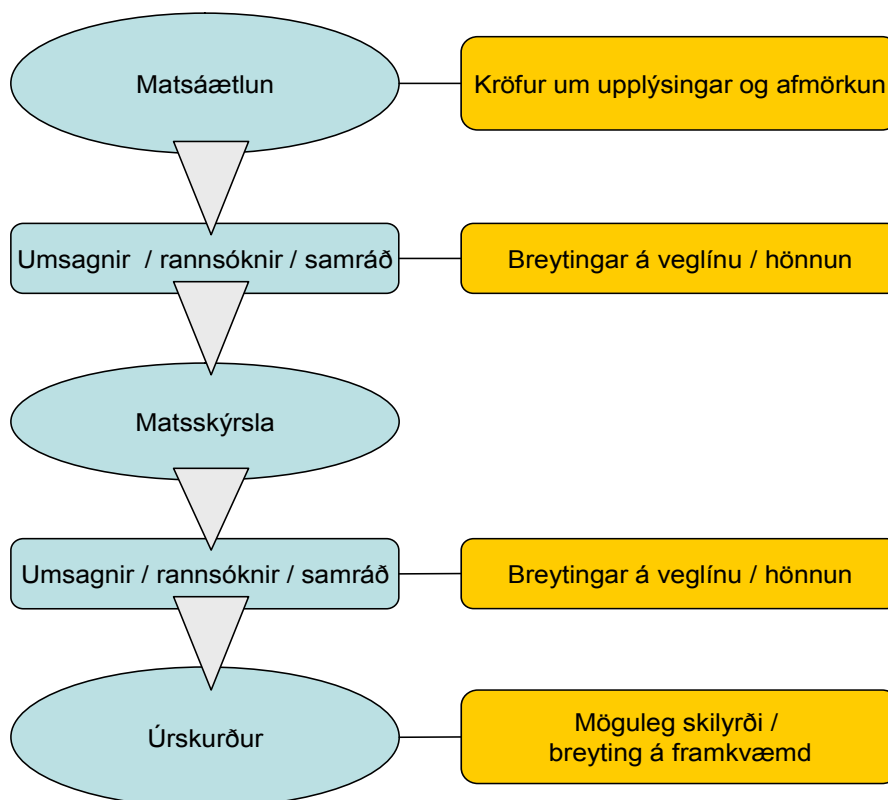 Matsáætlun
Kröfur um upplýsingar og afmörkun
Umsagnir / rannsóknir / samráð
Breytingar á veglínu / hönnun
Matsskýrsla
Umsagnir / rannsóknir / samráð
Breytingar á veglínu / hönnun
Úrskurður
Möguleg skilyrði /
breyting á framkvæmd